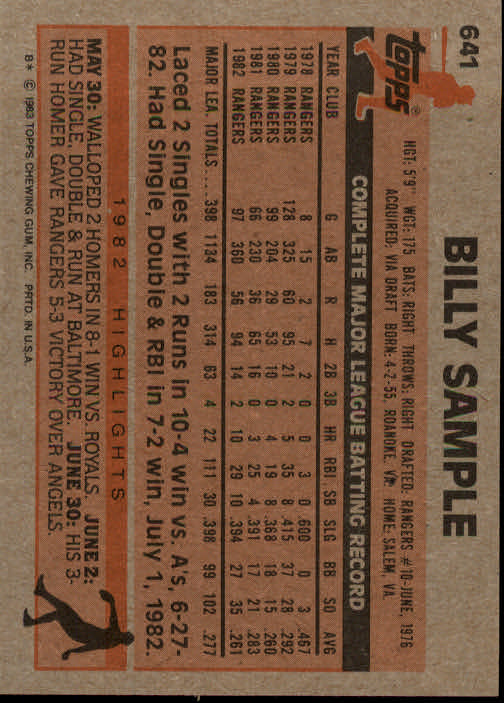 641
BILLY SAMPLE
topps®
HGT: 5'9" WGT: 175 BATS: RIGHT THROWS: RIGHT DRAFTED: RANGERS #10-JUNE 1976
ACQUIRED: VIA DRAFT BORN: 4-2-55, ROANOKE, VA. HOME: SALEM, VA.
COMPLETE MAJOR LEAGUE BATTING RECORD
YEAR CLUB G AB R H 2B 3B HR RBI SB SLG BB SO AVG
1978 RANGERS 8 15 2 7 2 0 0 3 0 .600 0 3 .467
1979 RANGERS 128 325 60 95 21 2 5 35 8 .415 37 28 .292
1980 RANGERS 99 204 29 53 10 0 4 19 8 .368 18 15 .260
1981 RANGERS 66 230 36 65 16 0 3 25 4 .391 17 21 .283
1982 RANGERS 97 360 56 94 14 2 10 29 10 .394 27 35 .261
MAJOR LEA. TOTALS.... 398 1134 183 314 63 4 22 111 30 .398 99 102 .277
Laced 2 Singles with 2 Runs in 10-4 win vs. A's, 6-27-
82. Had Single, Double & RBI in 7-2 win, July 1, 1982.
1982 HIGHLIGHTS
MAY 30: WALLOPED 2 HOMERS IN 8-1 WIN VS. ROYALS. JUNE 2:
HAD SINGLE, DOUBLE & RUN AT BALTIMORE. JUNE 30: HIS 3-
RUN HOMER GAVE RANGERS 5-3 VICTORY OVER ANGELS.
B* © 1983 TOPPS CHEWING GUM, INC. PRTD. IN U.S.A.